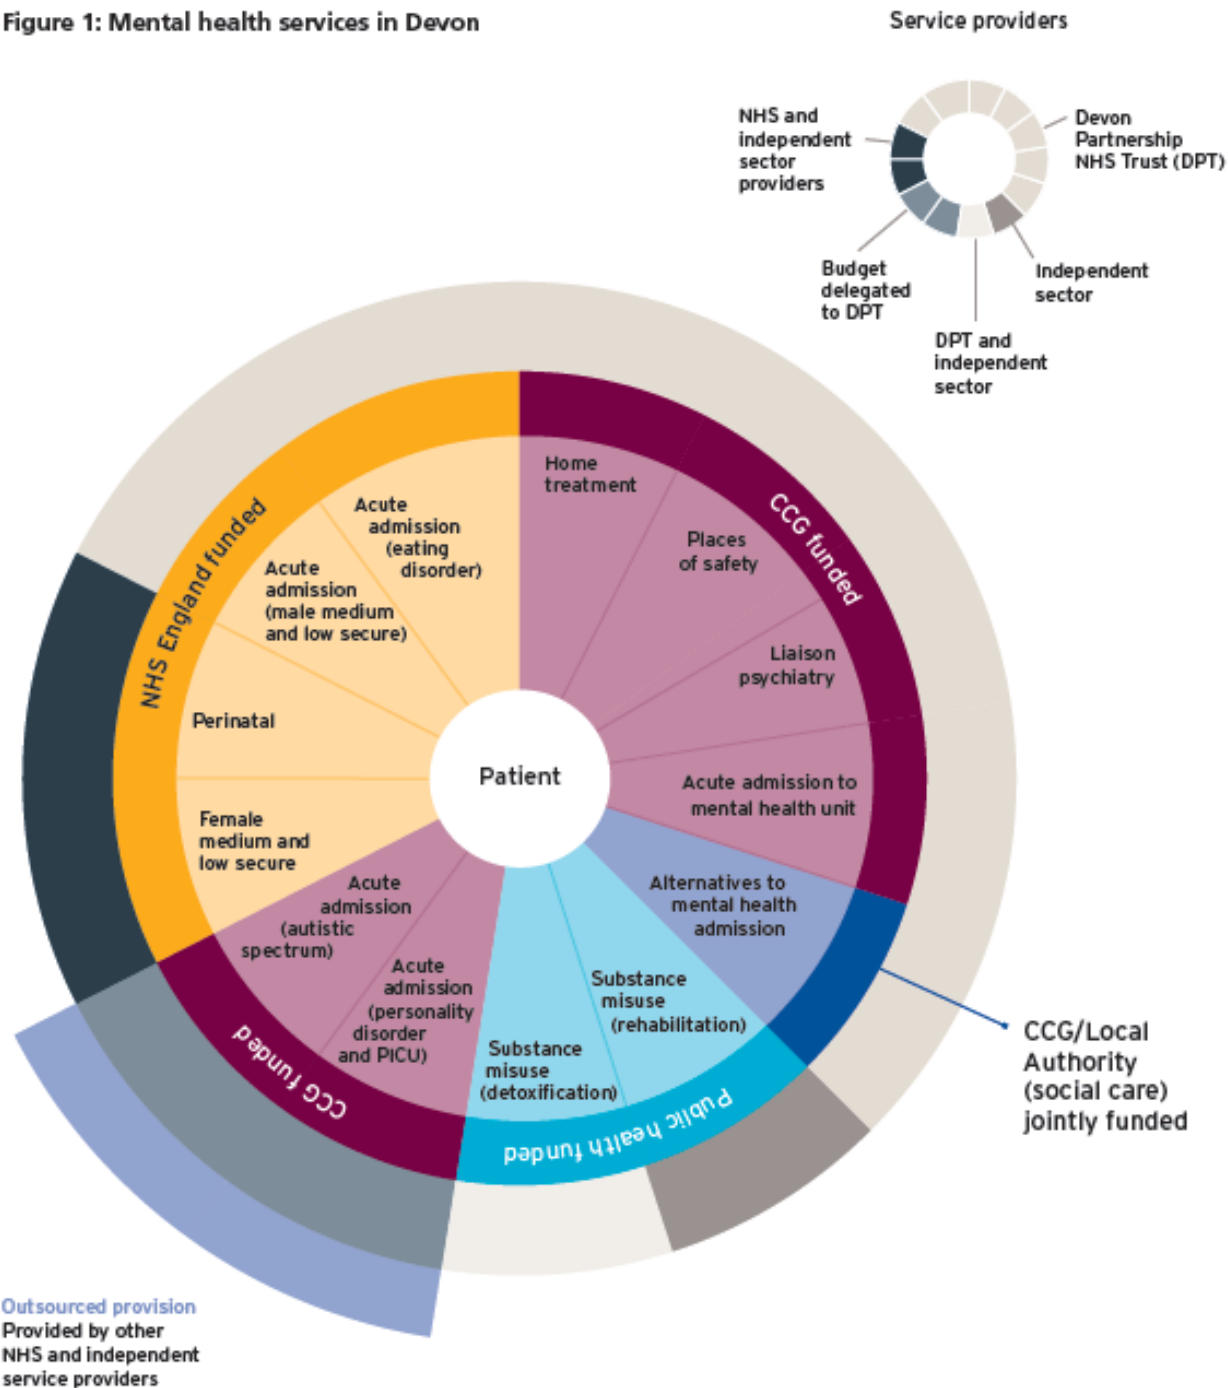 Figure 1: Mental health services in Devon
Service providers
NHS and
independent
sector
providers
Devon
Partnership
NHS Trust (DPT)
Budget
delegated
to DPT
Independent
sector
DPT and
independent
sector
NHS England funded
CCG funded
Home
treatment
Places
of safety
Liaison
psychiatry
Acute admission to
mental health unit
Alternatives to
mental health
admission
CCG/Local
Authority
(social care)
jointly funded
Substance
misuse
(rehabilitation)
Substance
misuse
(detoxification)
Public health funded
Acute
admission
(personality
disorder
and PICU)
Acute
admission
(autistic
spectrum)
CCG funded
Female
medium and
low secure
Perinatal
Acute
admission
(male medium
and low secure)
Acute
admission
(eating
disorder)
Patient
Outsourced provision
Provided by other
NHS and independent
service providers